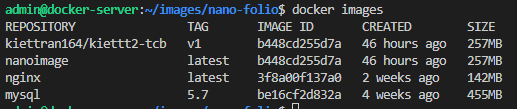 admin@docker-server:~/images/nano-folio$ docker images
REPOSITORY TAG IMAGE ID CREATED SIZE
kiettran164/kiettt2-tcb v1 b448cd255d7a 46 hours ago 257MB
nanoimage latest b448cd255d7a 46 hours ago 257MB
nginx latest 3f8a00f137a0 2 weeks ago 142MB
mysql 5.7 be16cf2d832a 4 weeks ago 455MB